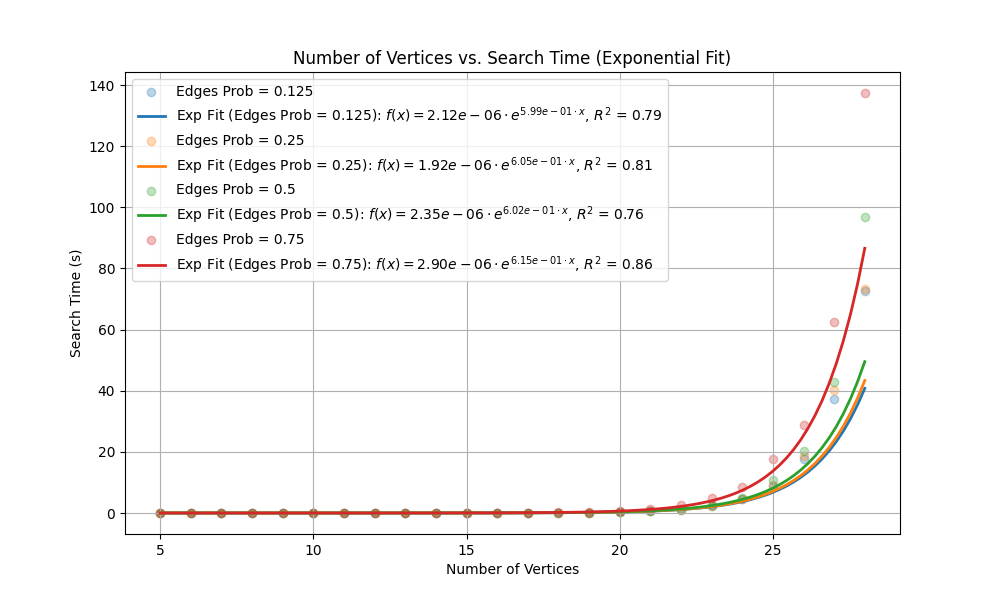 Number of Vertices vs. Search Time (Exponential Fit)
Edges Prob = 0.125
Exp Fit (Edges Prob = 0.125): f(x) = 2.12e − 06 · e^{5.99e−01·x}, R² = 0.79
Edges Prob = 0.25
Exp Fit (Edges Prob = 0.25): f(x) = 1.92e − 06 · e^{6.05e−01·x}, R² = 0.81
Edges Prob = 0.5
Exp Fit (Edges Prob = 0.5): f(x) = 2.35e − 06 · e^{6.02e−01·x}, R² = 0.76
Edges Prob = 0.75
Exp Fit (Edges Prob = 0.75): f(x) = 2.90e − 06 · e^{6.15e−01·x}, R² = 0.86
Search Time (s)
140
120
100
80
60
40
20
0
5
10
15
20
25
Number of Vertices